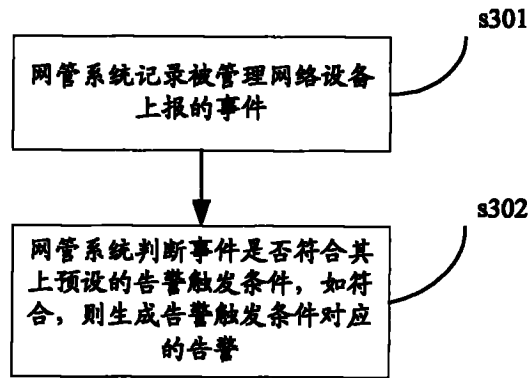 s301
网管系统记录被管理网络设备
上报的事件
s302
网管系统判断事件是否符合其
上预设的告警触发条件，如符
合，则生成告警触发条件对应
的告警